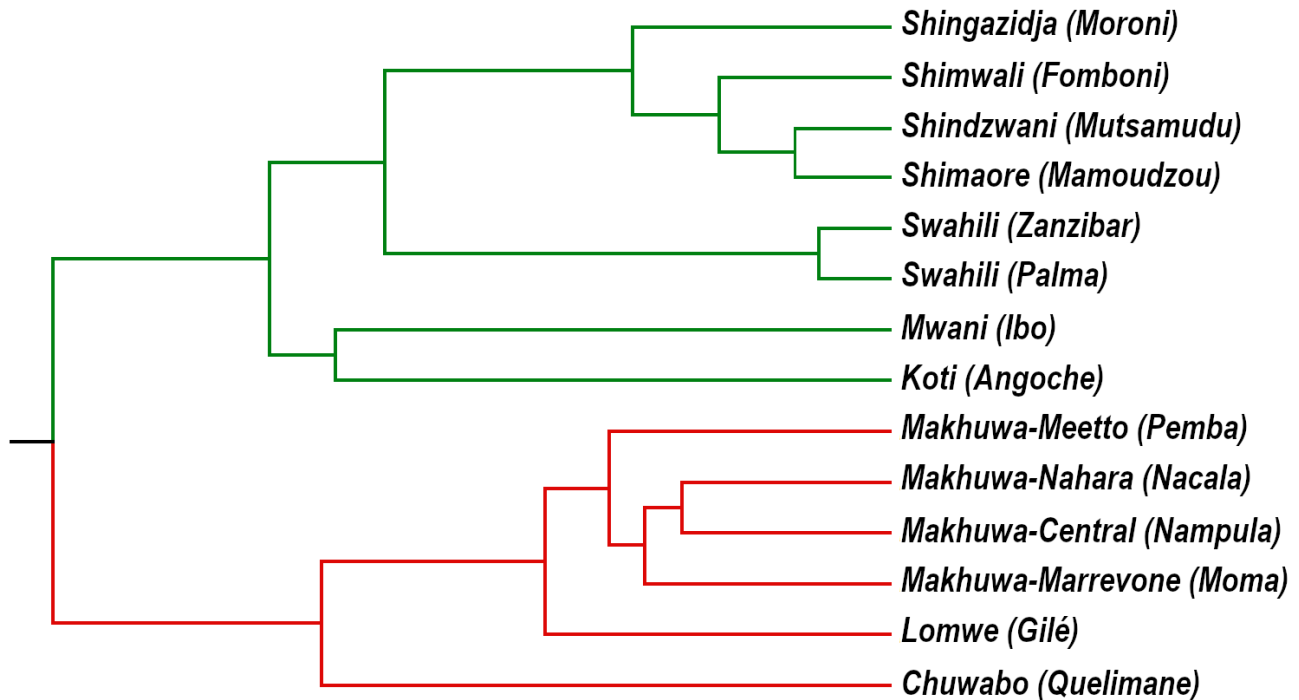 Shingazidja (Moroni)
Shimwali (Fomboni)
Shindzwani (Mutsamudu)
Shimaore (Mamoudzou)
Swahili (Zanzibar)
Swahili (Palma)
Mwani (Ibo)
Koti (Angoche)
Makhuwa-Meetto (Pemba)
Makhuwa-Nahara (Nacala)
Makhuwa-Central (Nampula)
Makhuwa-Marrevone (Moma)
Lomwe (Gilé)
Chuwabo (Quelimane)